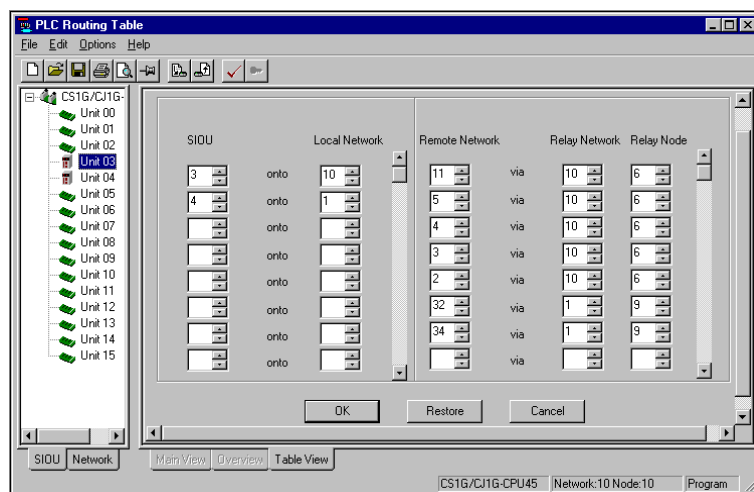 PLC Routing Table
File Edit Options Help
CS1G/CJ1G-
Unit 00
Unit 01
Unit 02
Unit 03
Unit 04
Unit 05
Unit 06
Unit 07
Unit 08
Unit 09
Unit 10
Unit 11
Unit 12
Unit 13
Unit 14
Unit 15
SIOU Network
SIOU Local Network Remote Network Relay Network Relay Node
3 onto 10 11 via 10 6
4 onto 1 5 via 10 6
onto 4 via 10 6
onto 3 via 10 6
onto 2 via 10 6
onto 32 via 1 9
onto 34 via 1 9
onto via
OK Restore Cancel
Main View Overview Table View
CS1G/CJ1G-CPU45 Network:10 Node:10 Program